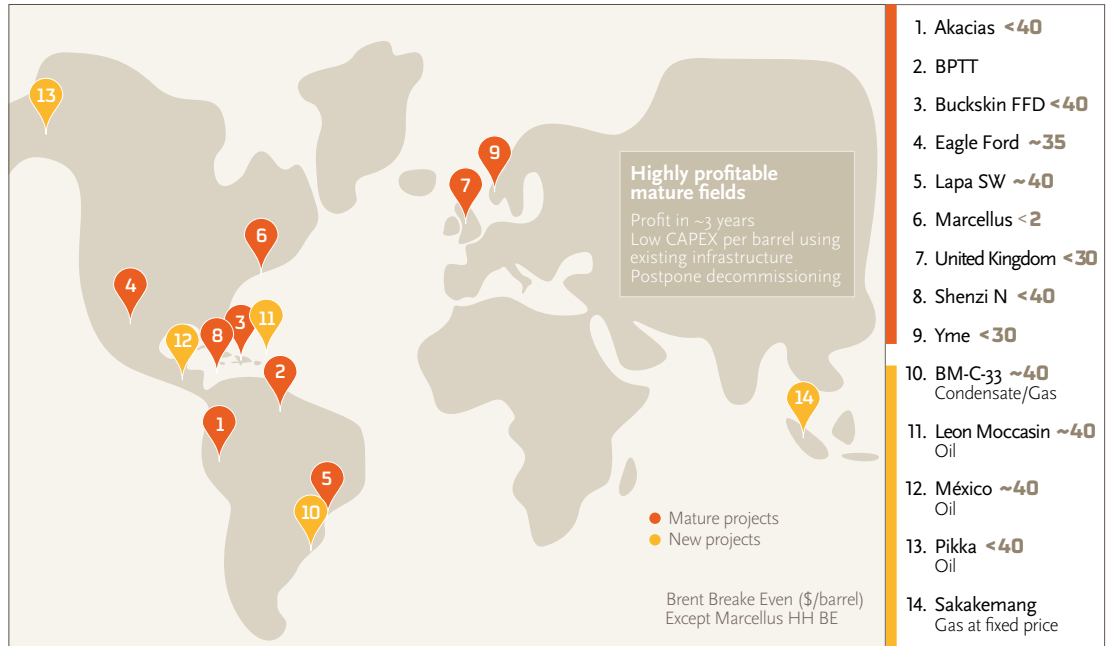 13
9
7
6
4
3
11
8
12
2
14
1
5
10
Highly profitable
mature fields
Profit in ~3 years
Low CAPEX per barrel using
existing infrastructure
Postpone decommissioning
Mature projects
New projects
Brent Breake Even ($/barrel)
Except Marcellus HH BE
1. Akacias <40
2. BPTT
3. Buckskin FFD <40
4. Eagle Ford ~35
5. Lapa SW ~40
6. Marcellus <2
7. United Kingdom <30
8. Shenzi N <40
9. Yme <30
10. BM-C-33 ~40
Condensate/Gas
11. Leon Moccasin ~40
Oil
12. México ~40
Oil
13. Pikka <40
Oil
14. Sakakemang
Gas at fixed price